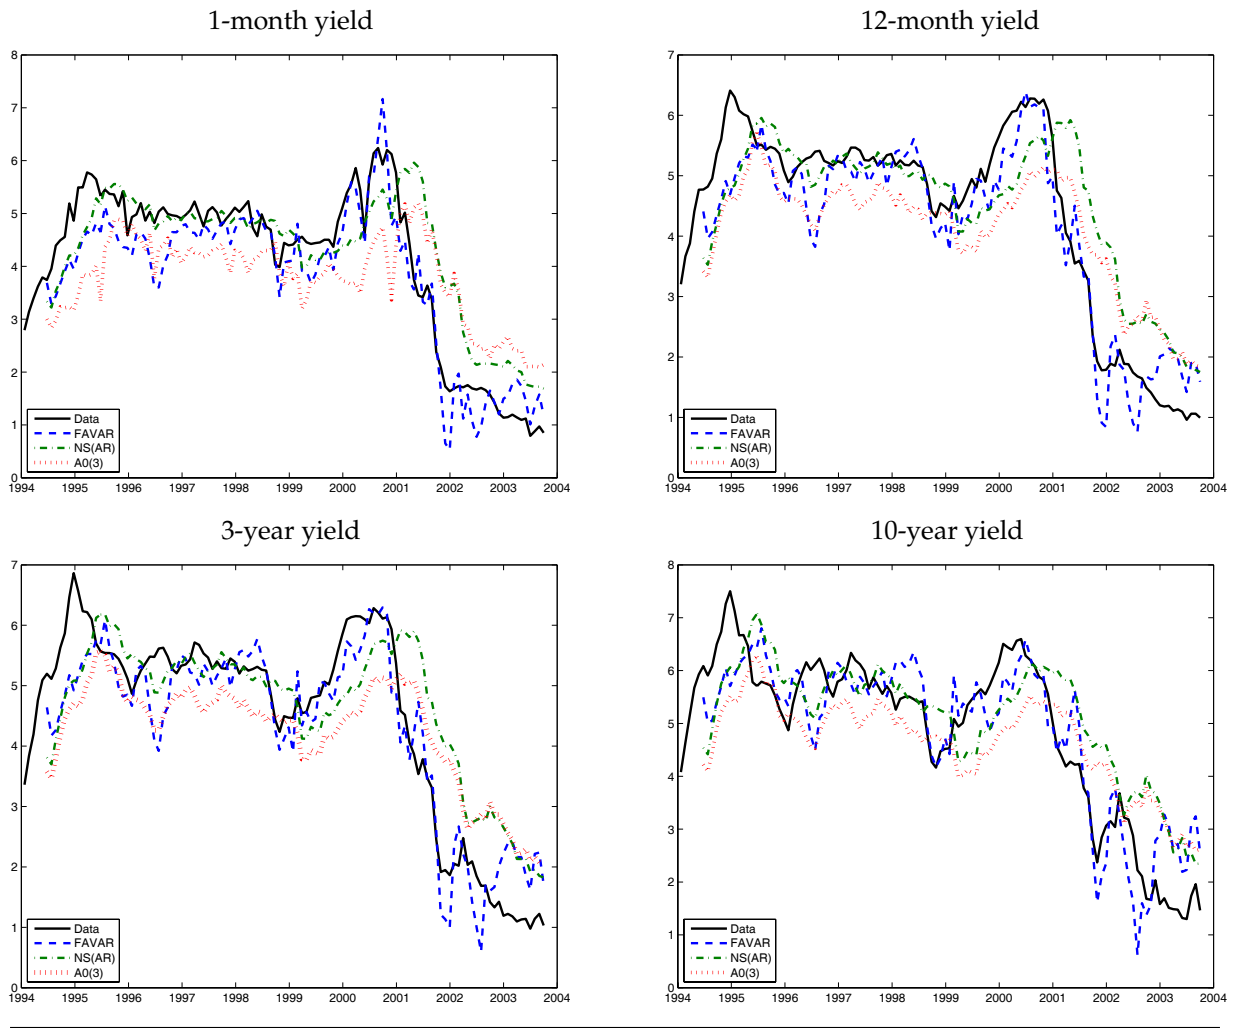 1-month yield
8
7
6
5
4
3
2
1
0
Data
FAVAR
NS(AR)
A0(3)
1994 1995 1996 1997 1998 1999 2000 2001 2002 2003 2004
12-month yield
7
6
5
4
3
2
1
0
Data
FAVAR
NS(AR)
A0(3)
1994 1995 1996 1997 1998 1999 2000 2001 2002 2003 2004
3-year yield
7
6
5
4
3
2
1
0
Data
FAVAR
NS(AR)
A0(3)
1994 1995 1996 1997 1998 1999 2000 2001 2002 2003 2004
10-year yield
8
7
6
5
4
3
2
1
0
Data
FAVAR
NS(AR)
A0(3)
1994 1995 1996 1997 1998 1999 2000 2001 2002 2003 2004